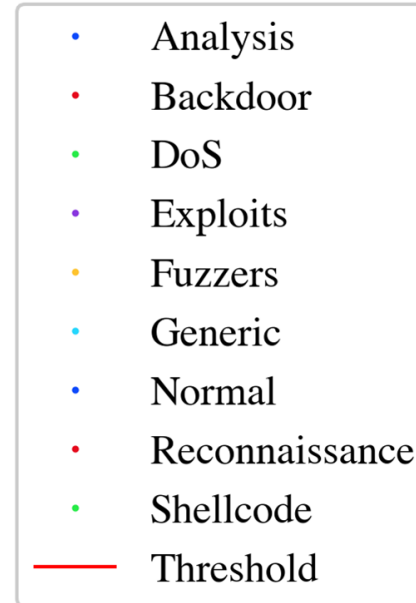 Analysis
Backdoor
DoS
Exploits
Fuzzers
Generic
Normal
Reconnaissance
Shellcode
Threshold